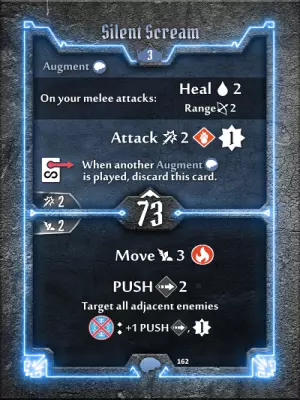 Silent Scream
3
Augment
On your melee attacks:
Heal 2
Range 2
Attack 2 1
When another Augment
is played, discard this card.
2
73
2
Move 3
PUSH 2
Target all adjacent enemies
: +1 PUSH , 1
162